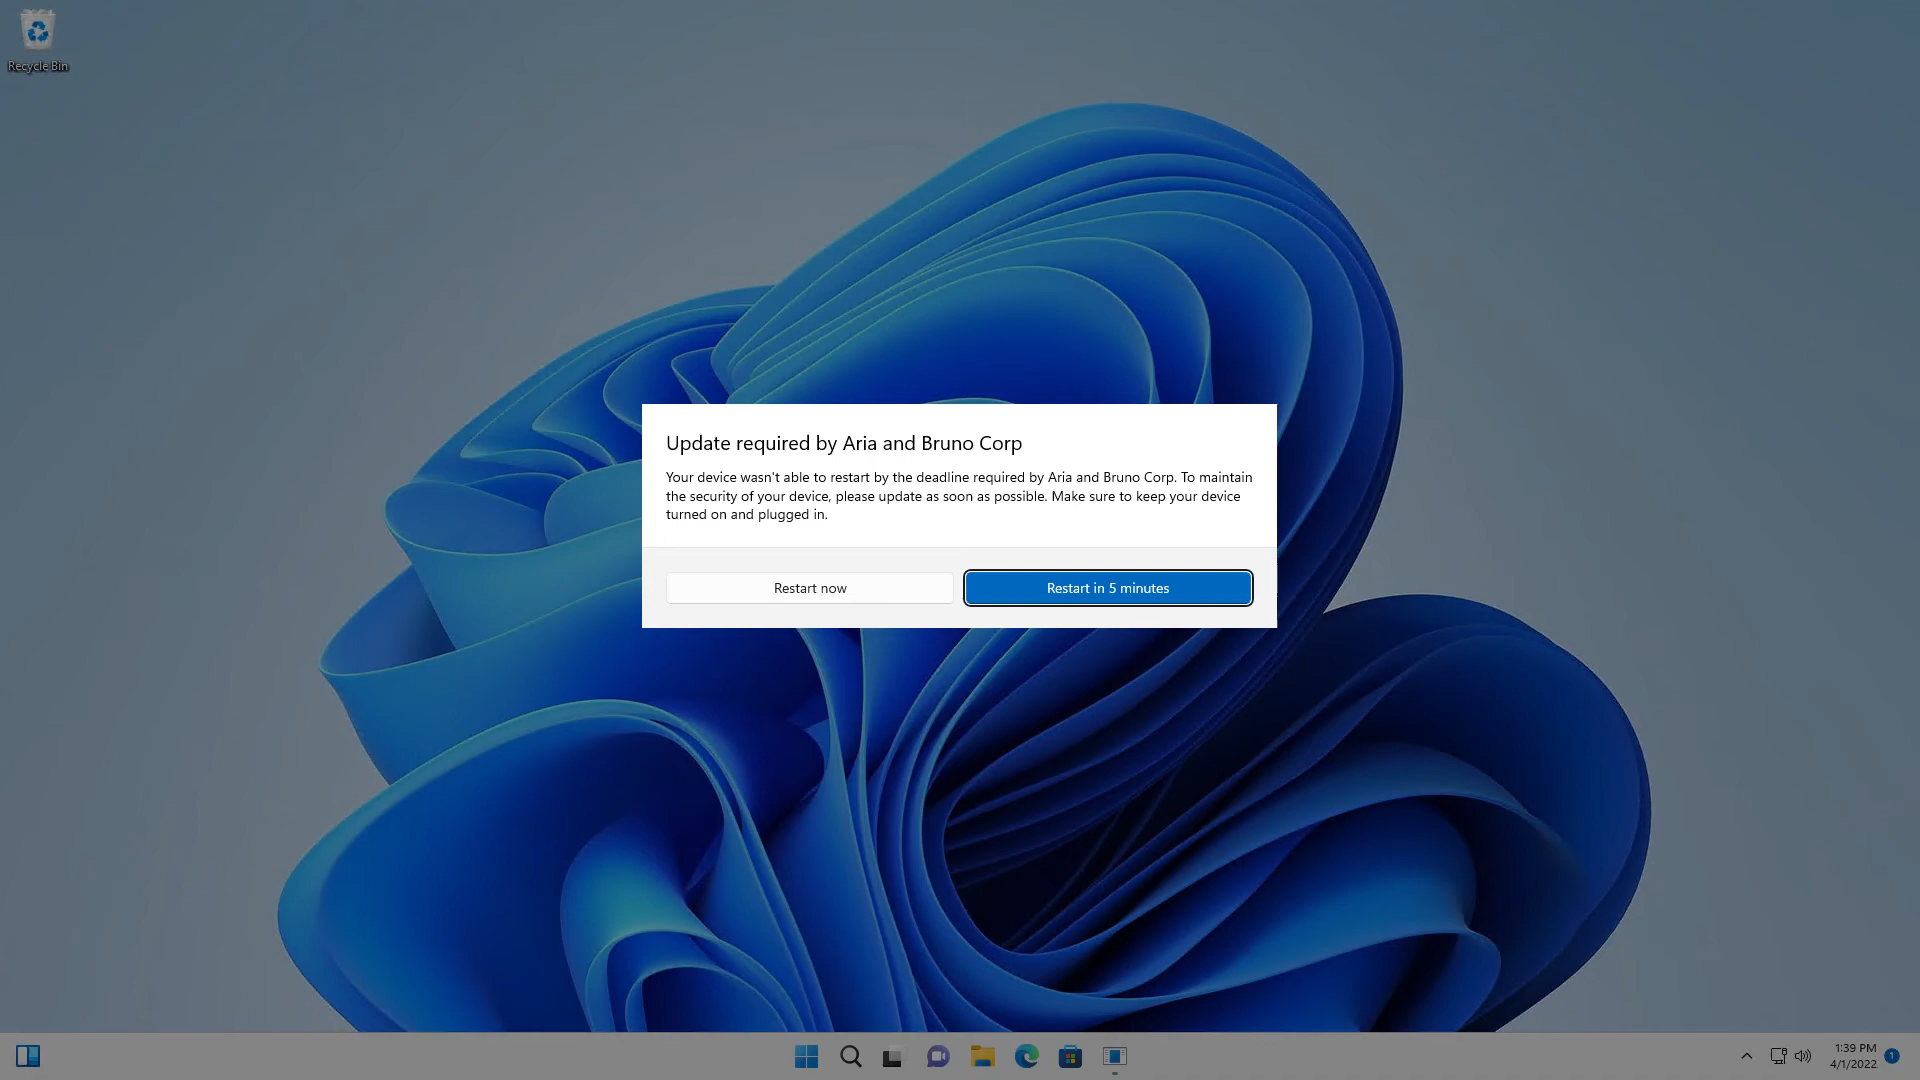 Recycle Bin
Update required by Aria and Bruno Corp
Your device wasn't able to restart by the deadline required by Aria and Bruno Corp. To maintain
the security of your device, please update as soon as possible. Make sure to keep your device
turned on and plugged in.
Restart now
Restart in 5 minutes
1:39 PM
4/1/2022
1